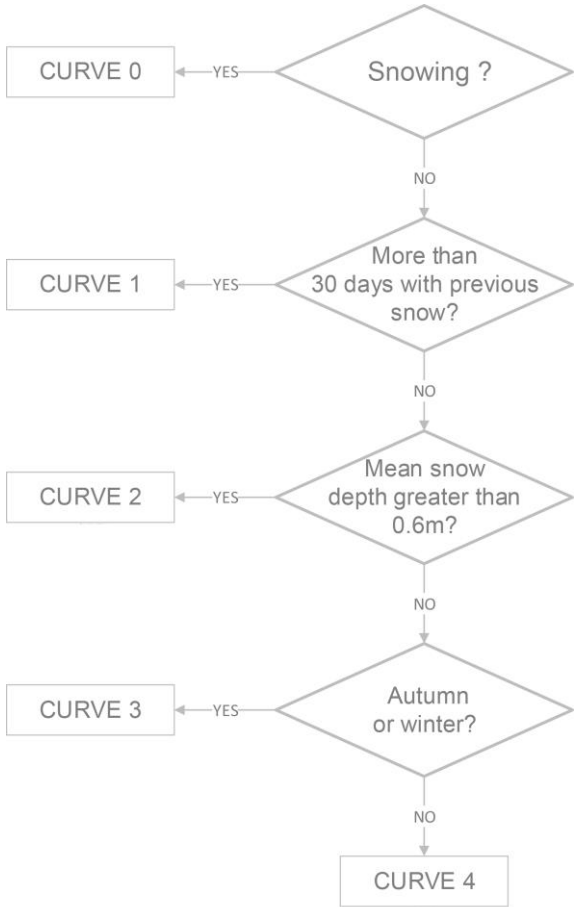 Snowing ?
YES
CURVE 0
NO
More than
30 days with previous
snow?
YES
CURVE 1
NO
Mean snow
depth greater than
0.6m?
YES
CURVE 2
NO
Autumn
or winter?
YES
CURVE 3
NO
CURVE 4